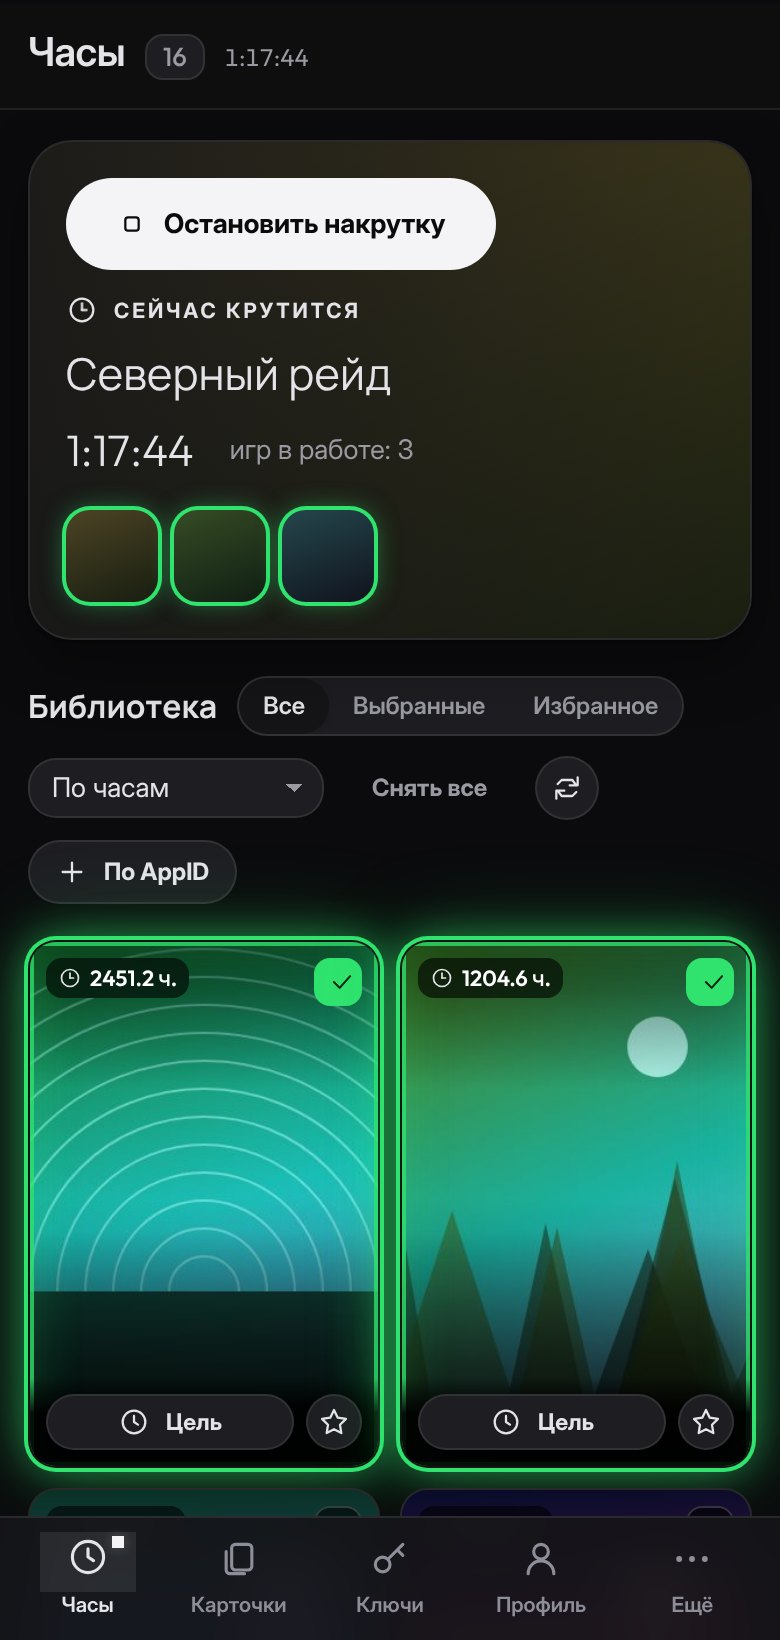 Часы 16 1:17:44
Остановить накрутку
СЕЙЧАС КРУТИТСЯ
Северный рейд
1:17:44 игр в работе: 3
Библиотека Все Выбранные Избранное
По часам Снять все
По AppID
2451.2 ч. 1204.6 ч.
Цель Цель
Часы Карточки Ключи Профиль Ещё